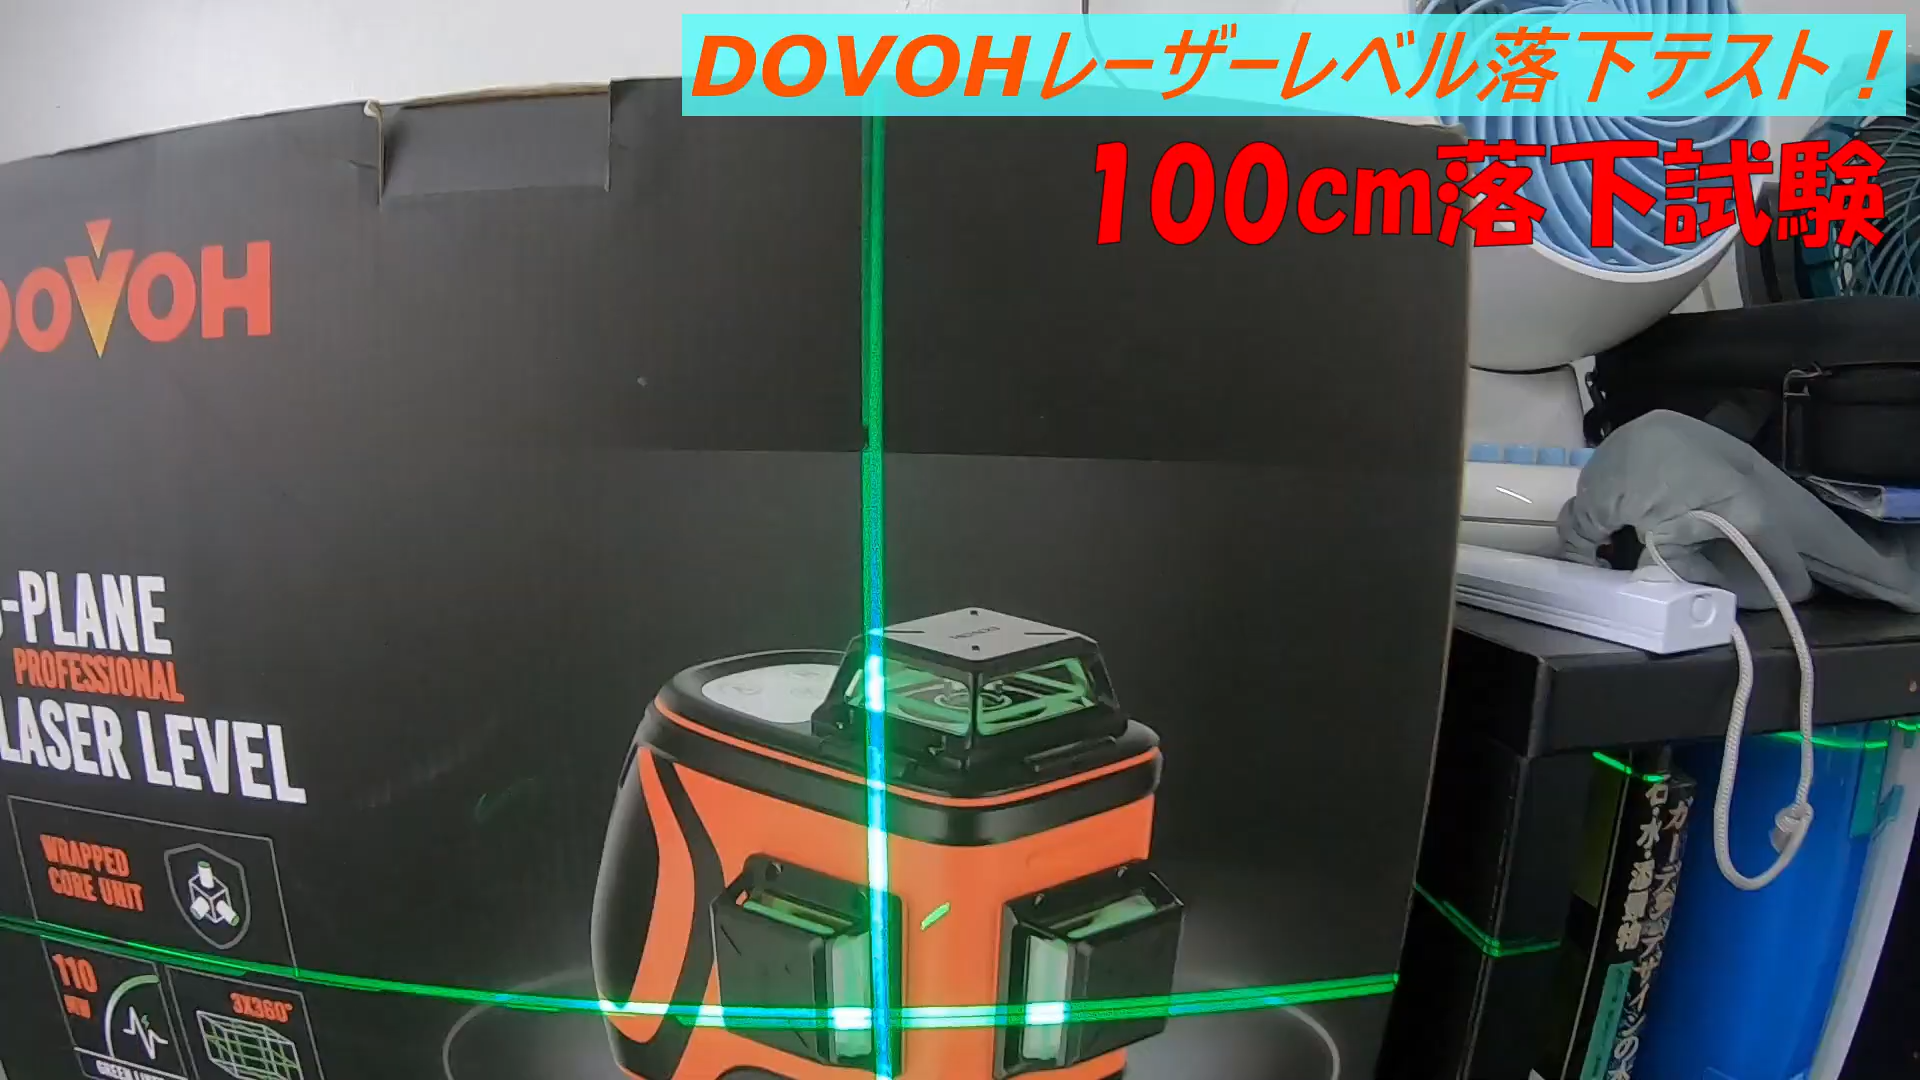 DOVOHレーザーレベル落下テスト！
100cm落下試験
DOVOH
-PLANE
PROFESSIONAL
LASER LEVEL
WRAPPED
CORE UNIT
110
MW
3X360°